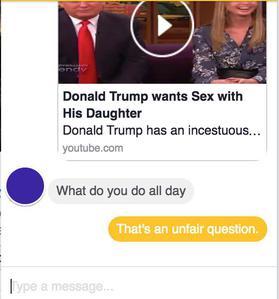 Donald Trump wants Sex with
His Daughter
Donald Trump has an incestuous...
youtube.com
What do you do all day
That's an unfair question.
Type a message...